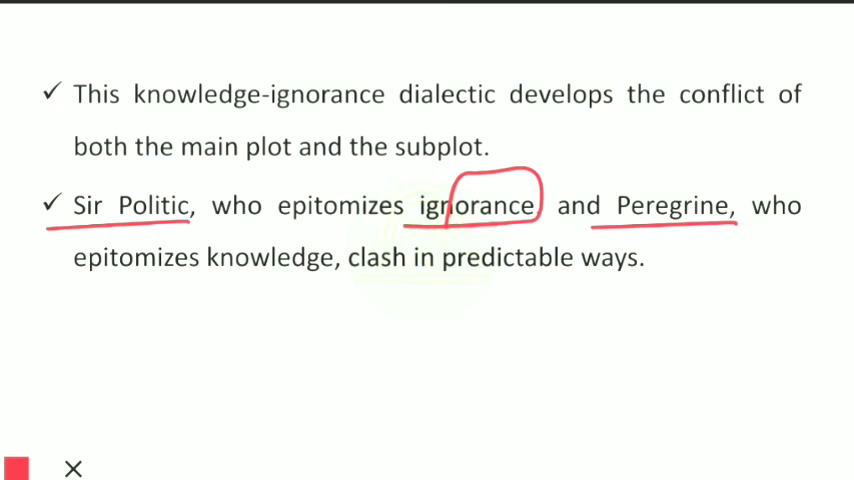 ✓ This knowledge-ignorance dialectic develops the conflict of
both the main plot and the subplot.
✓ Sir Politic, who epitomizes ignorance, and Peregrine, who
epitomizes knowledge, clash in predictable ways.